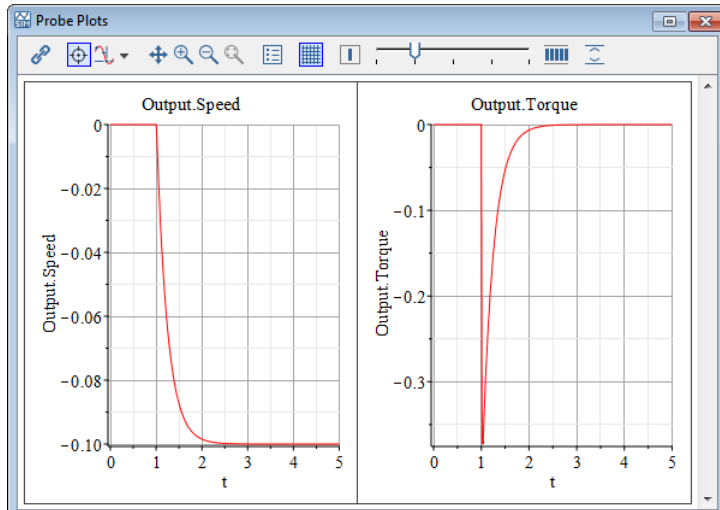 Probe Plots
Output.Speed
0
−0.02
−0.04
−0.06
−0.08
−0.10
Output.Speed
0 1 2 3 4 5
t
Output.Torque
0
−0.1
−0.2
−0.3
Output.Torque
0 1 2 3 4 5
t